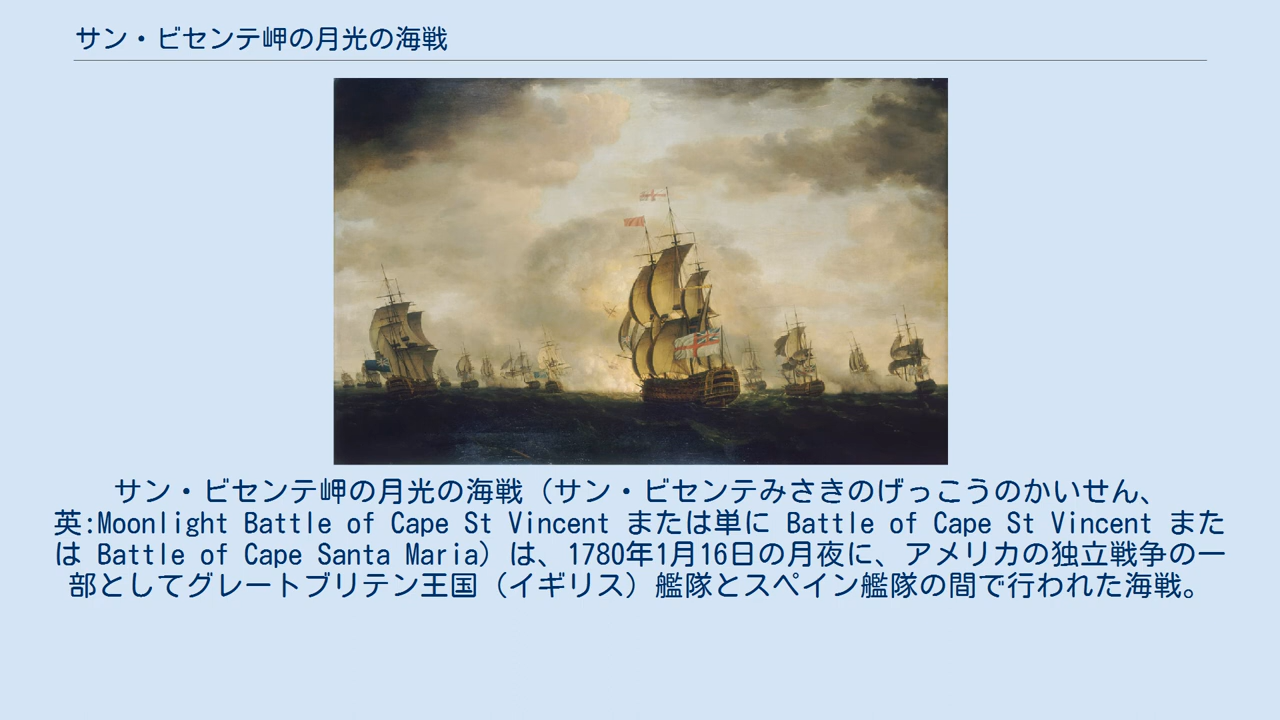 サン・ビセンテ岬の月光の海戦
サン・ビセンテ岬の月光の海戦（サン・ビセンテみさきのげっこうのかいせん、
英:Moonlight Battle of Cape St Vincent または単に Battle of Cape St Vincent また
は Battle of Cape Santa Maria）は、1780年1月16日の月夜に、アメリカの独立戦争の一
部としてグレートブリテン王国（イギリス）艦隊とスペイン艦隊の間で行われた海戦。